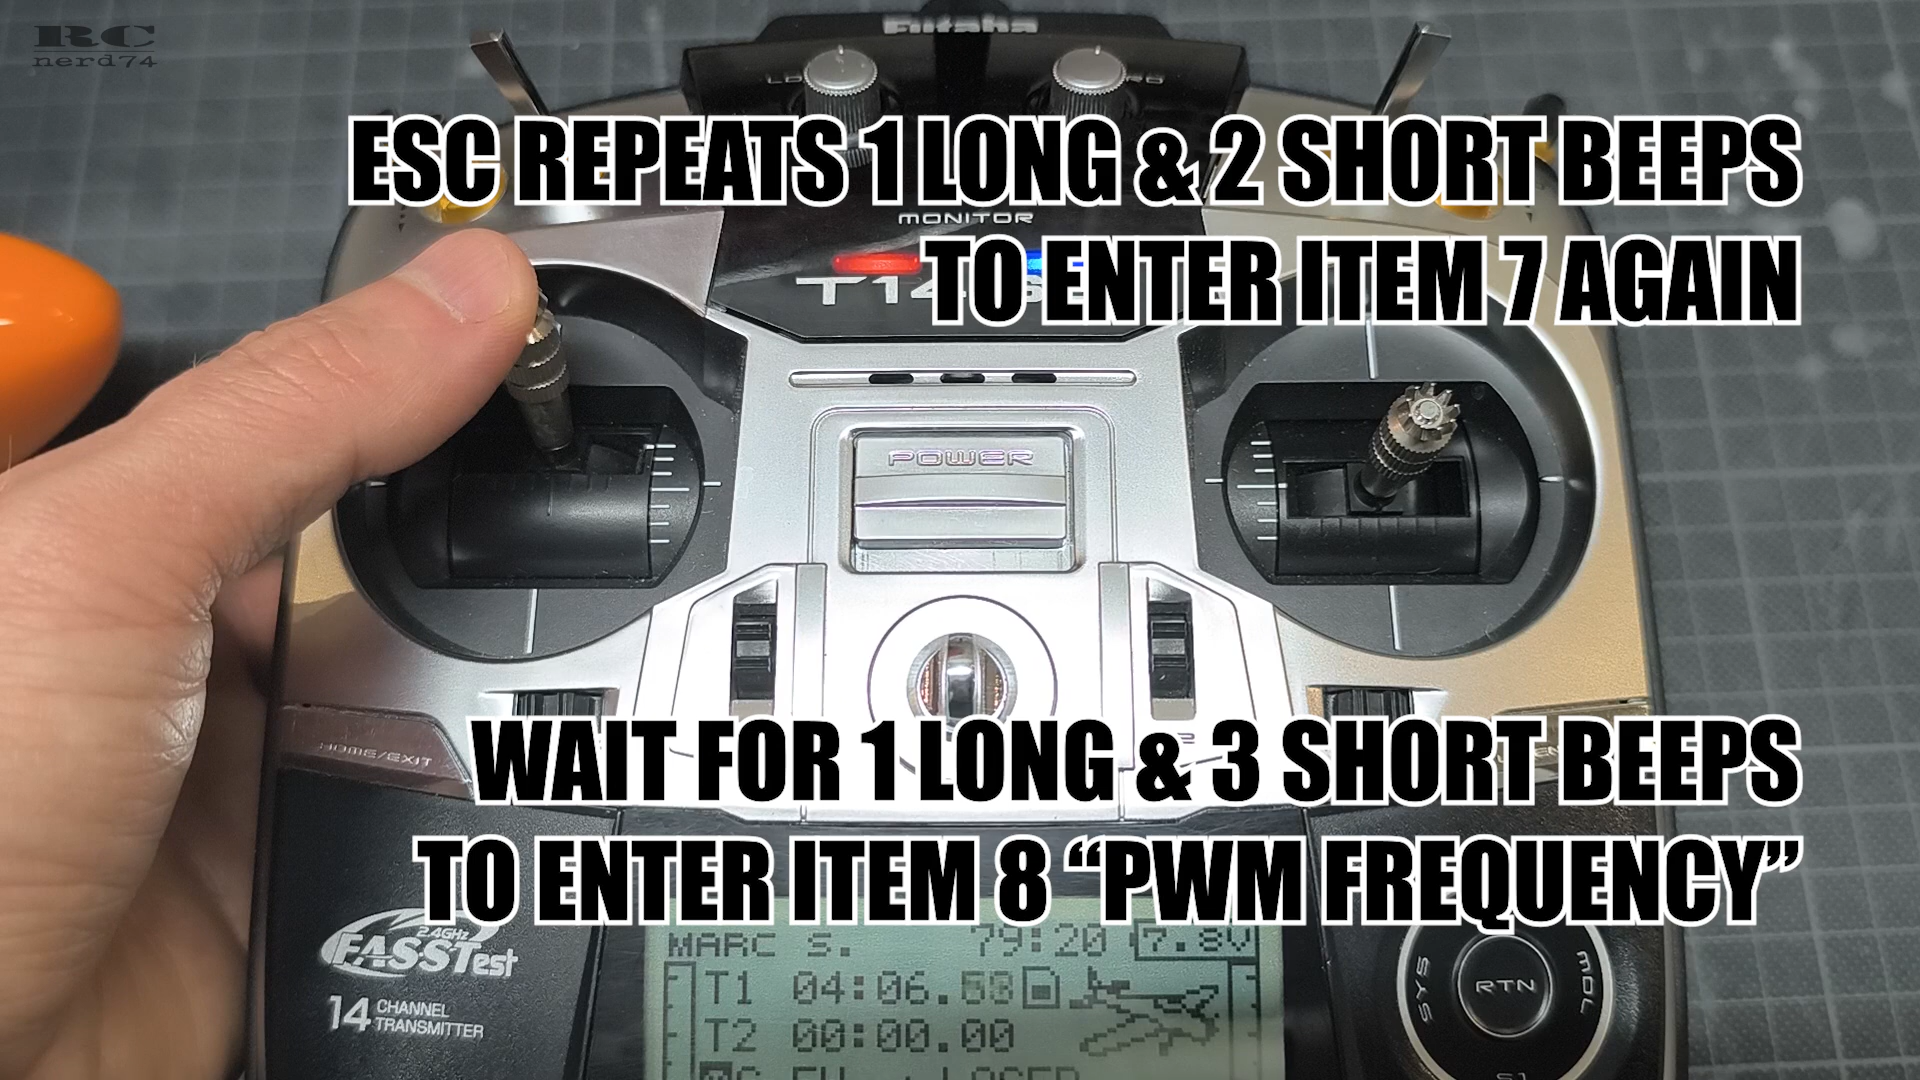 RC
nerd74
Futaba
ESC REPEATS 1 LONG & 2 SHORT BEEPS
MONITOR
TO ENTER ITEM 7 AGAIN
POWER
HOME/EXIT
WAIT FOR 1 LONG & 3 SHORT BEEPS
TO ENTER ITEM 8 “PWM FREQUENCY”
2.4GHz
FASSTest
14 CHANNEL
TRANSMITTER
MARC S. 79:20 7.8V
T1 04:06.
T2 00:00.00
SYS
RTN
MDL
S1